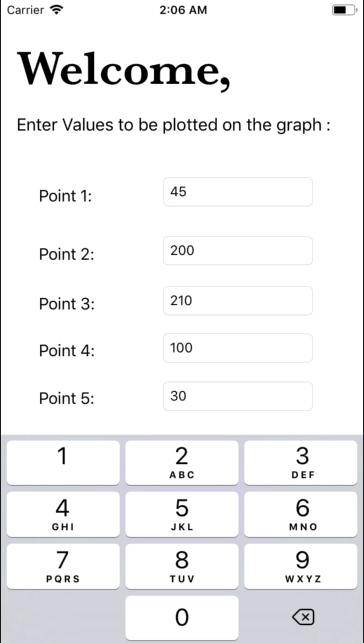 Carrier 2:06 AM
Welcome,
Enter Values to be plotted on the graph :
Point 1: 45
Point 2: 200
Point 3: 210
Point 4: 100
Point 5: 30
1 2 3
ABC DEF
4 5 6
GHI JKL MNO
7 8 9
PQRS TUV WXYZ
0